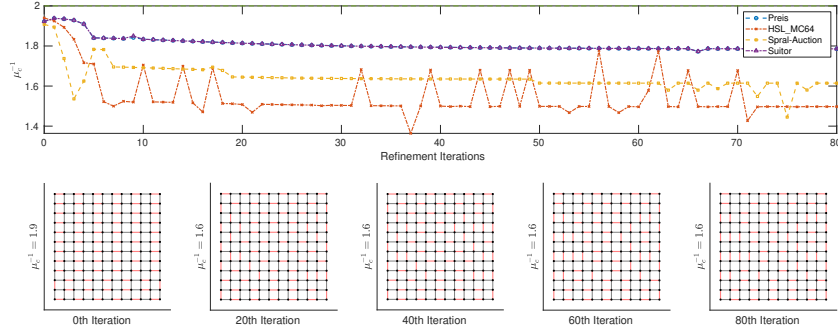 2
1.8
1.6
1.4
μc⁻¹
0 10 20 30 40 50 60 70 80
Refinement Iterations
Preis
HSL_MC64
Spral-Auction
Suitor
μc⁻¹ = 1.9
0th Iteration
μc⁻¹ = 1.6
20th Iteration
μc⁻¹ = 1.6
40th Iteration
μc⁻¹ = 1.6
60th Iteration
μc⁻¹ = 1.6
80th Iteration